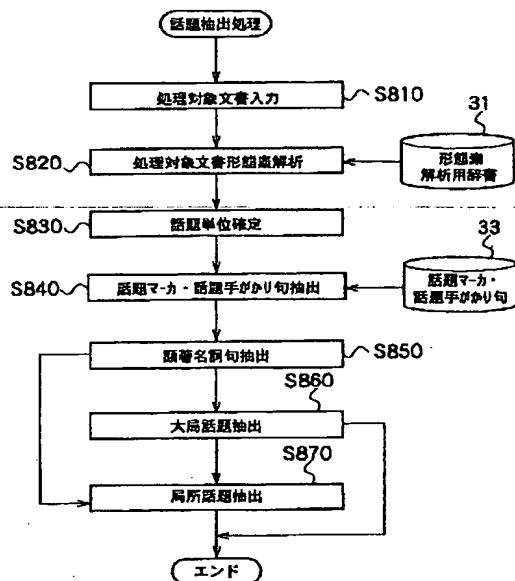 話題抽出処理
処理対象文書入力
S810
31
形態素
解析用辞書
S820
処理対象文書形態素解析
S830
話題単位確定
33
話題マーカ・
話題手がかり句
S840
話題マーカ・話題手がかり句抽出
顕著名詞句抽出
S850
S860
大局話題抽出
S870
局所話題抽出
エンド